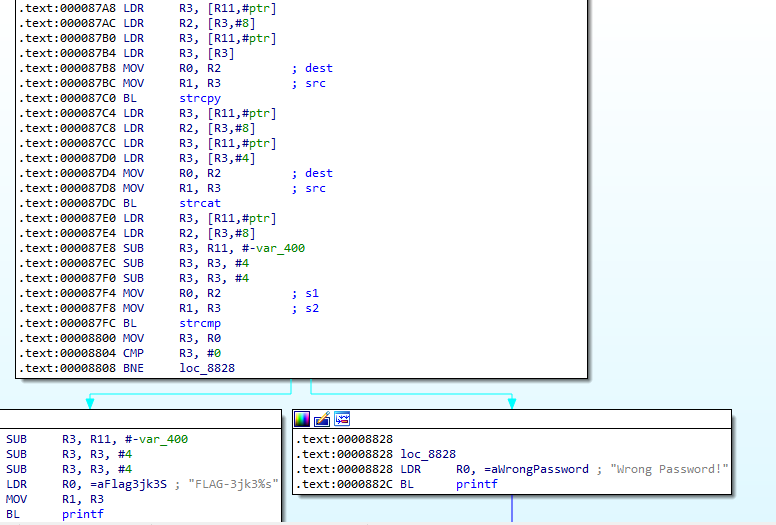 .text:000087A8 LDR R3, [R11,#ptr]
.text:000087AC LDR R2, [R3,#8]
.text:000087B0 LDR R3, [R11,#ptr]
.text:000087B4 LDR R3, [R3]
.text:000087B8 MOV R0, R2 ; dest
.text:000087BC MOV R1, R3 ; src
.text:000087C0 BL strcpy
.text:000087C4 LDR R3, [R11,#ptr]
.text:000087C8 LDR R2, [R3,#8]
.text:000087CC LDR R3, [R11,#ptr]
.text:000087D0 LDR R3, [R3,#4]
.text:000087D4 MOV R0, R2 ; dest
.text:000087D8 MOV R1, R3 ; src
.text:000087DC BL strcat
.text:000087E0 LDR R3, [R11,#ptr]
.text:000087E4 LDR R2, [R3,#8]
.text:000087E8 SUB R3, R11, #-var_400
.text:000087EC SUB R3, R3, #4
.text:000087F0 SUB R3, R3, #4
.text:000087F4 MOV R0, R2 ; s1
.text:000087F8 MOV R1, R3 ; s2
.text:000087FC BL strcmp
.text:00008800 MOV R3, R0
.text:00008804 CMP R3, #0
.text:00008808 BNE loc_8828
SUB R3, R11, #-var_400
SUB R3, R3, #4
SUB R3, R3, #4
LDR R0, =aFlag3jk3S ; "FLAG-3jk3%s"
MOV R1, R3
BL printf
.text:00008828
.text:00008828 loc_8828
.text:00008828 LDR R0, =aWrongPassword ; "Wrong Password!"
.text:0000882C BL printf